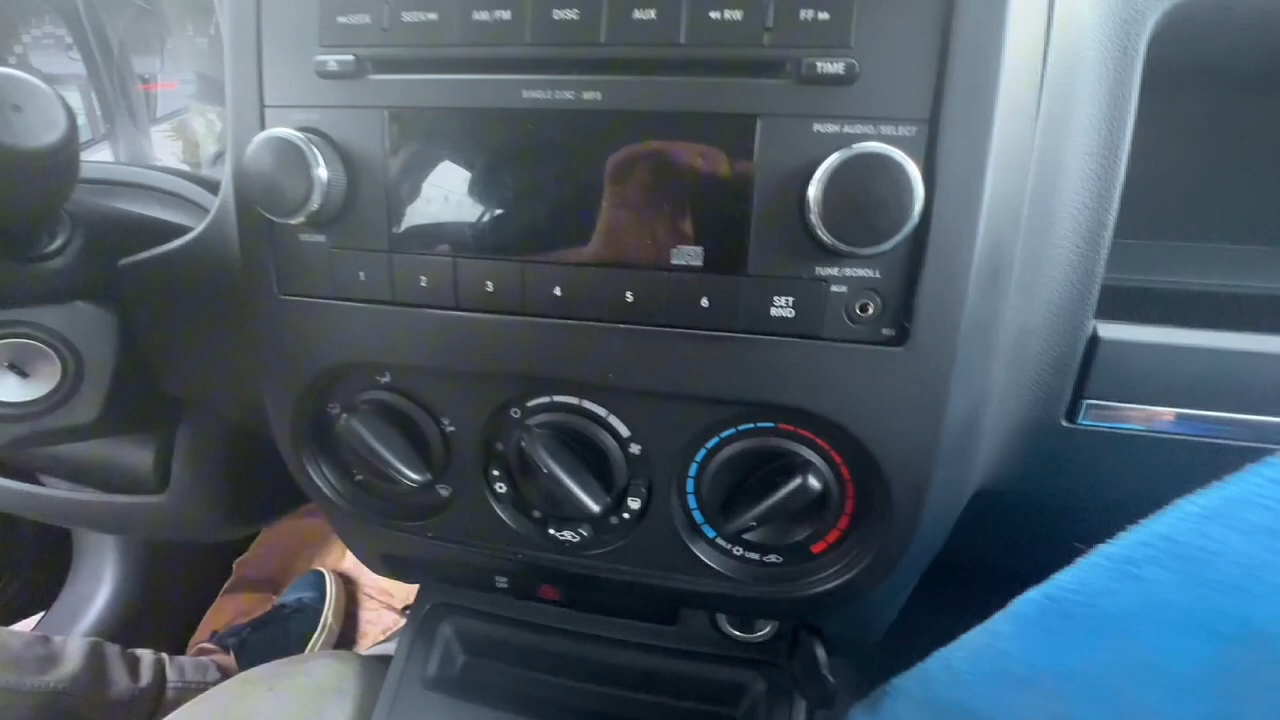 ◂◂SEEK SEEK▸▸ AM/FM DISC AUX ◂◂ RW FF ▸▸
TIME
SINGLE DISC - MP3
PUSH AUDIO/SELECT
VOLUME
TUNE/SCROLL
AUX
1 2 3 4 5 6 SET
RND